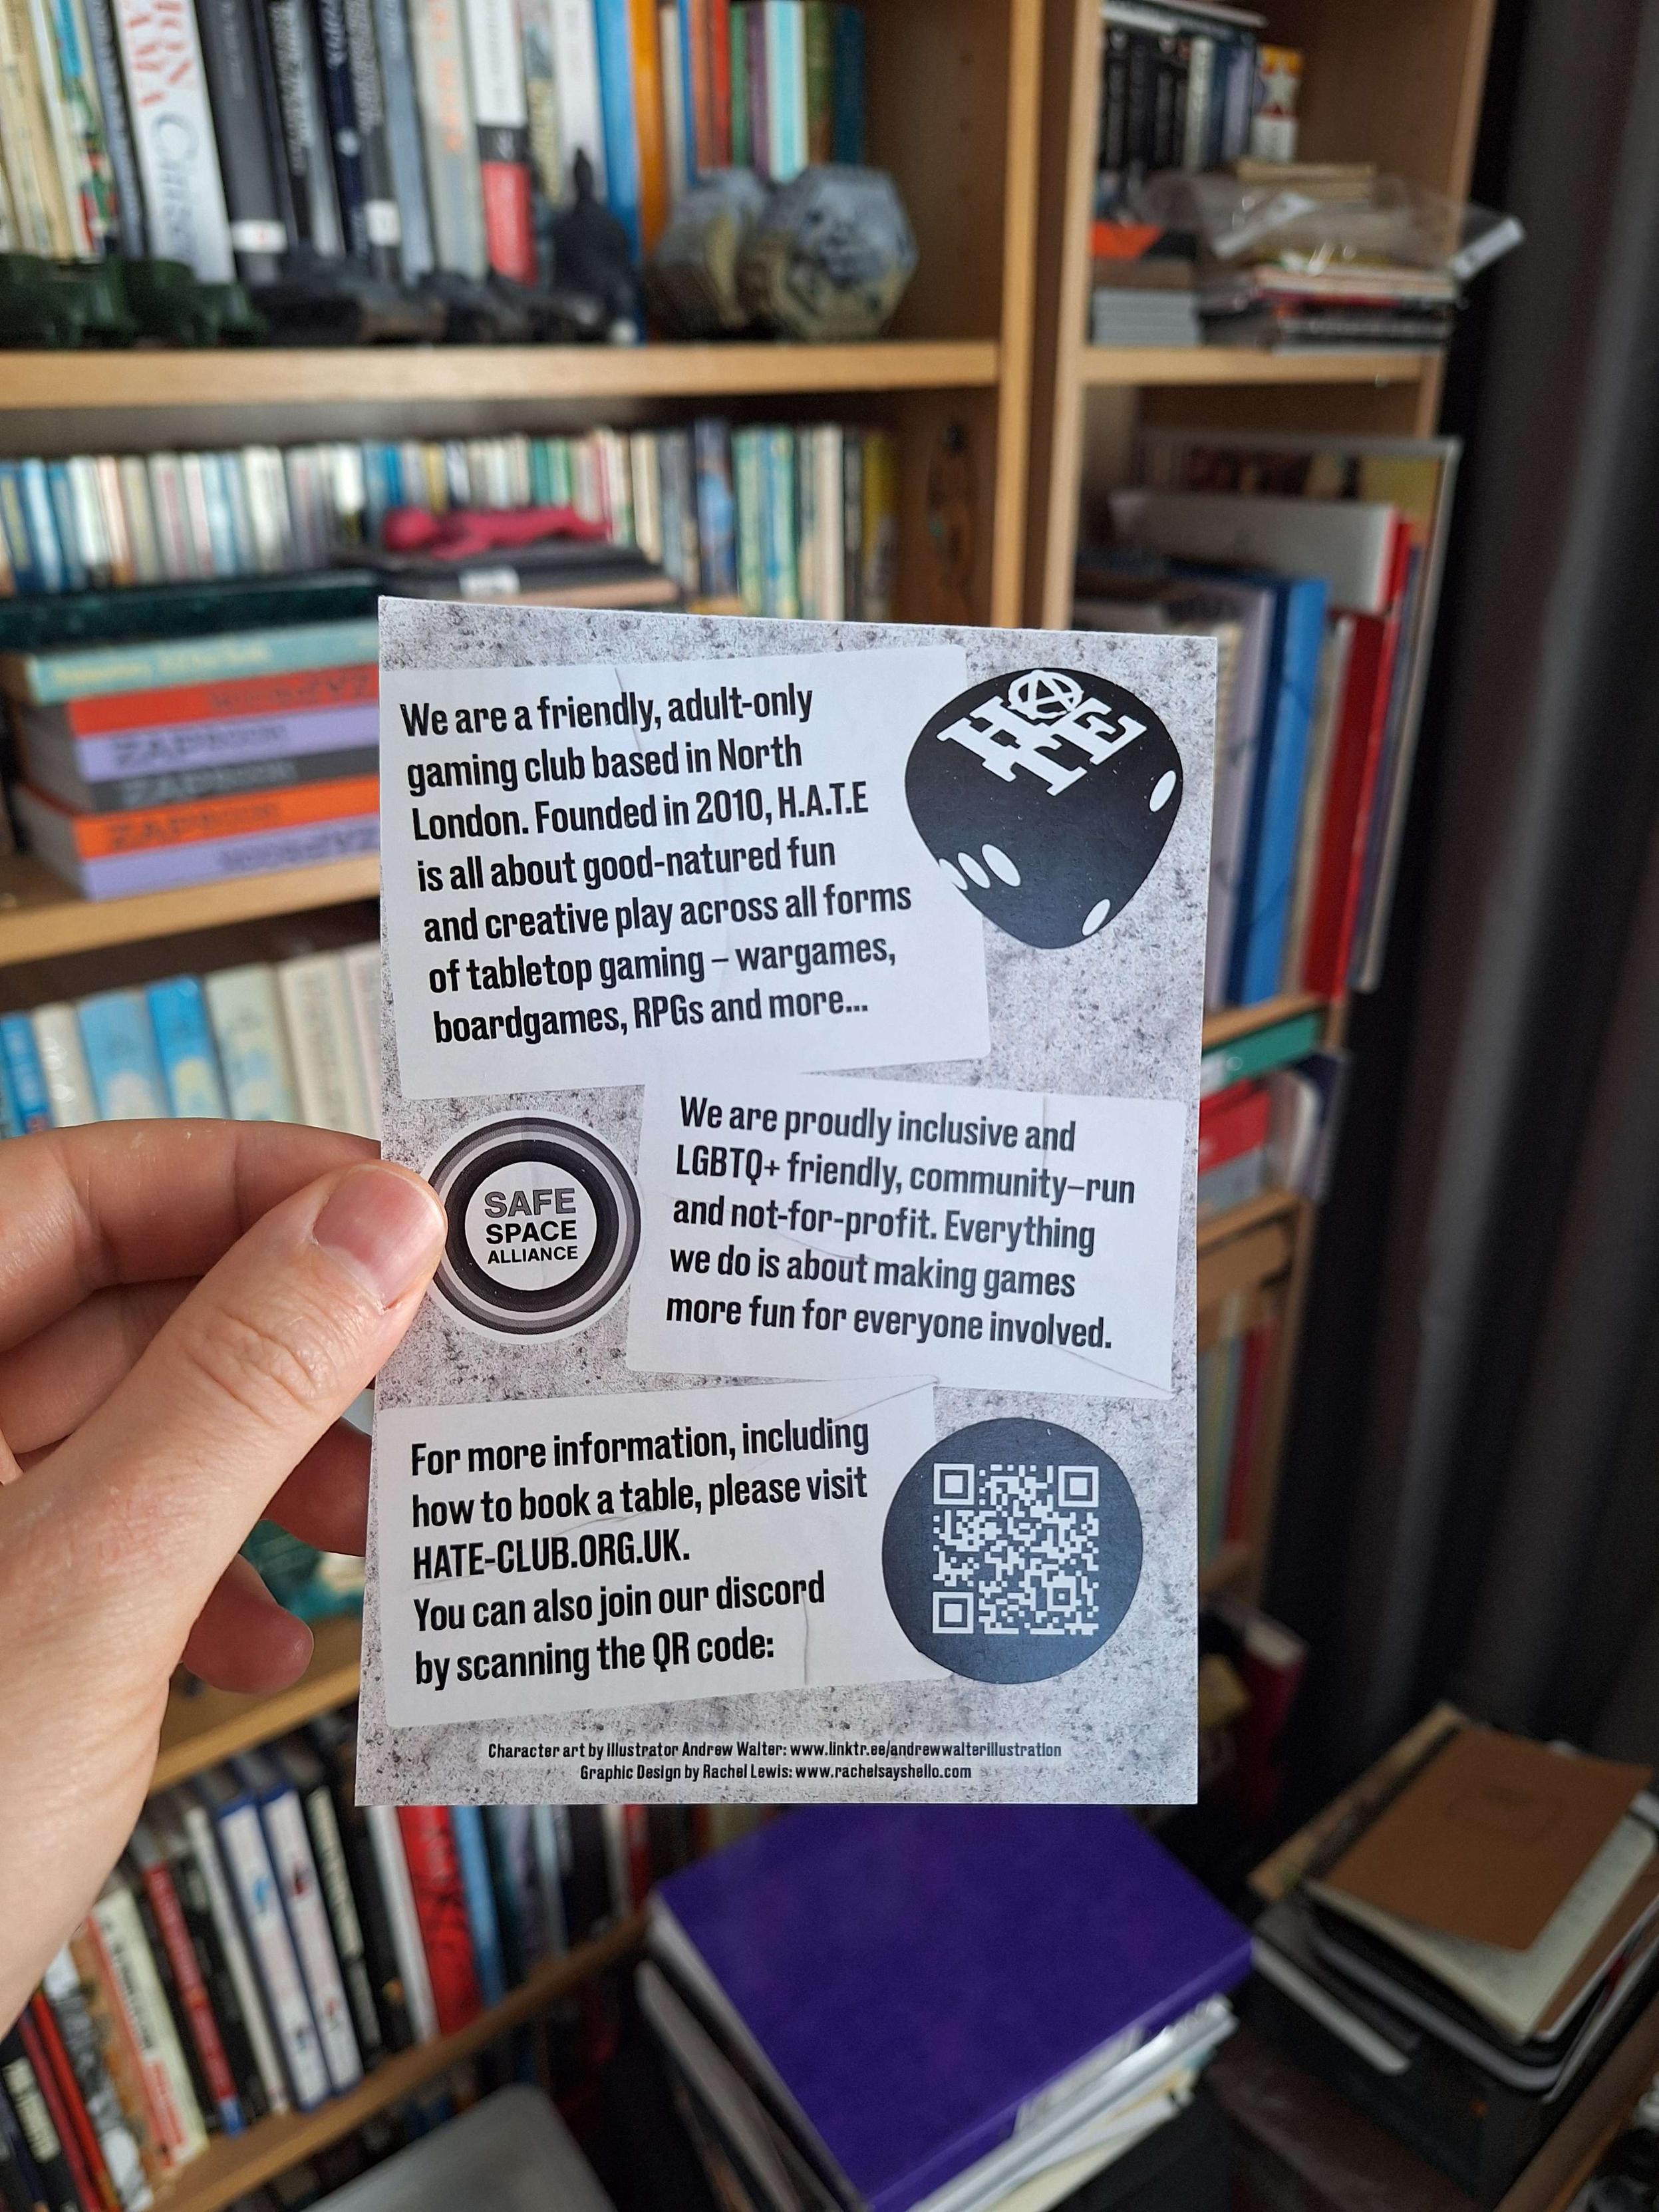 We are a friendly, adult-only
gaming club based in North
London. Founded in 2010, H.A.T.E
is all about good-natured fun
and creative play across all forms
of tabletop gaming – wargames,
boardgames, RPGs and more...
HATE
We are proudly inclusive and
LGBTQ+ friendly, community–run
and not-for-profit. Everything
we do is about making games
more fun for everyone involved.
SAFE
SPACE
ALLIANCE
For more information, including
how to book a table, please visit
HATE-CLUB.ORG.UK.
You can also join our discord
by scanning the QR code:
Character art by illustrator Andrew Walter: www.linktr.ee/andrewwalterillustration
Graphic Design by Rachel Lewis: www.rachelsayshello.com